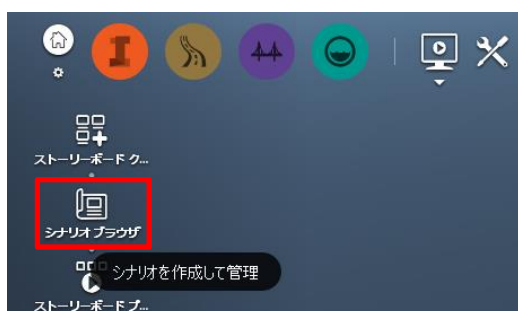 ストーリーボード ク...
シナリオ ブラウザ
シナリオを作成して管理
ストーリーボード プ...